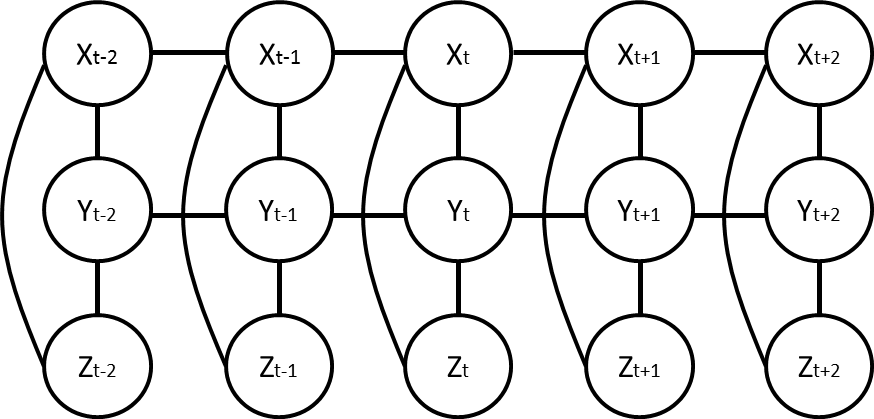 Xt-2 Xt-1 Xt Xt+1 Xt+2
Yt-2 Yt-1 Yt Yt+1 Yt+2
Zt-2 Zt-1 Zt Zt+1 Zt+2